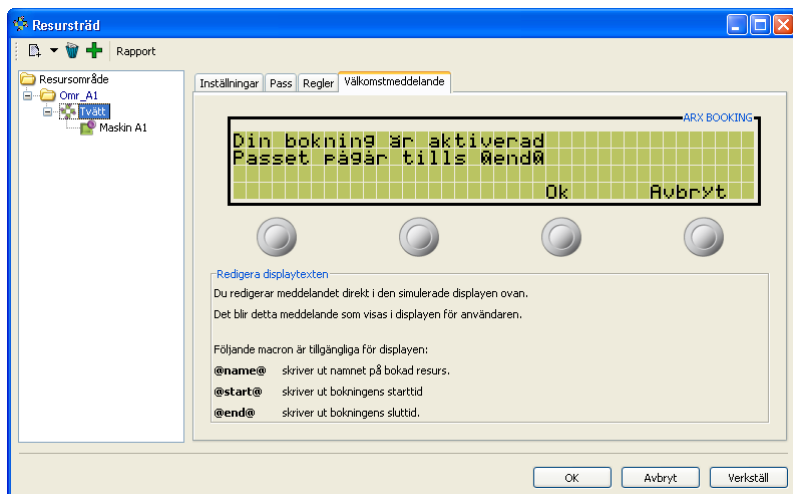 Resursträd
Rapport
Resursområde
Omr_A1
Tvätt
Maskin A1
Inställningar Pass Regler Välkomstmeddelande
ARX BOOKING
Din bokning är aktiverad
Passet pågår tills @end@
Ok Avbryt
Redigera displaytexten
Du redigerar meddelandet direkt i den simulerade displayen ovan.
Det blir detta meddelande som visas i displayen för användaren.
Följande macron är tillgängliga för displayen:
@name@ skriver ut namnet på bokad resurs.
@start@ skriver ut bokningens starttid
@end@ skriver ut bokningens sluttid.
OK Avbryt Verkställ